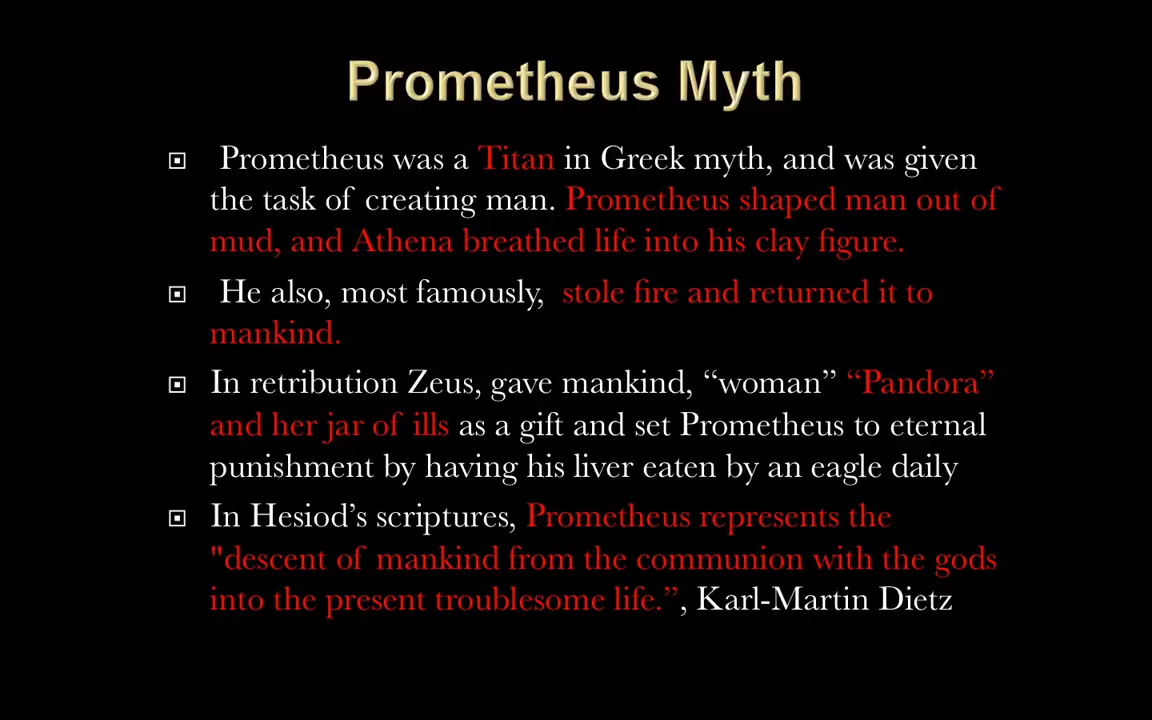 Prometheus Myth
Prometheus was a Titan in Greek myth, and was given
the task of creating man. Prometheus shaped man out of
mud, and Athena breathed life into his clay figure.
He also, most famously, stole fire and returned it to
mankind.
In retribution Zeus, gave mankind, “woman” “Pandora”
and her jar of ills as a gift and set Prometheus to eternal
punishment by having his liver eaten by an eagle daily
In Hesiod’s scriptures, Prometheus represents the
"descent of mankind from the communion with the gods
into the present troublesome life.”, Karl-Martin Dietz